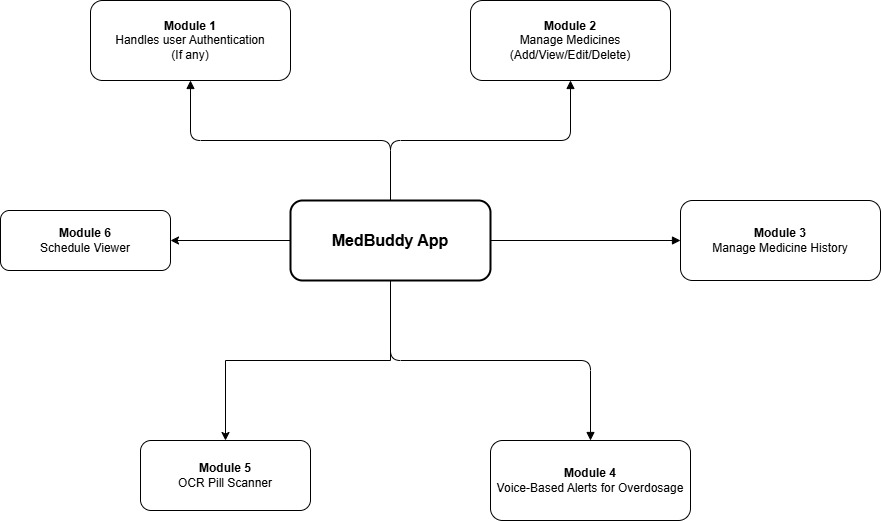 Module 1
Handles user Authentication
(If any)
Module 2
Manage Medicines
(Add/View/Edit/Delete)
Module 6
Schedule Viewer
MedBuddy App
Module 3
Manage Medicine History
Module 5
OCR Pill Scanner
Module 4
Voice-Based Alerts for Overdosage